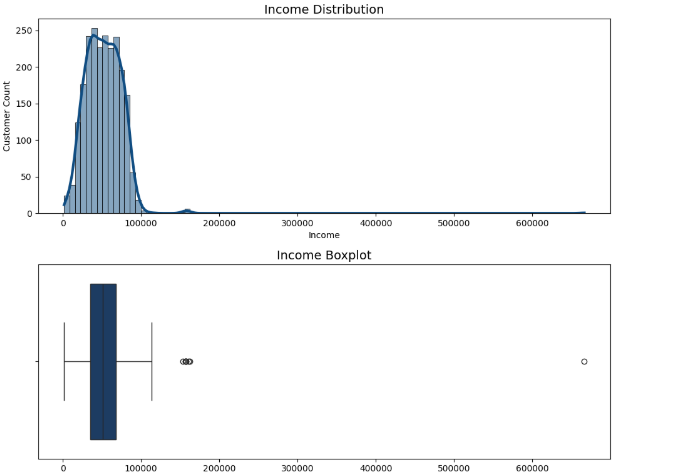 Income Distribution
250
200
150
100
50
0
Customer Count
0 100000 200000 300000 400000 500000 600000
Income
Income Boxplot
0 100000 200000 300000 400000 500000 600000